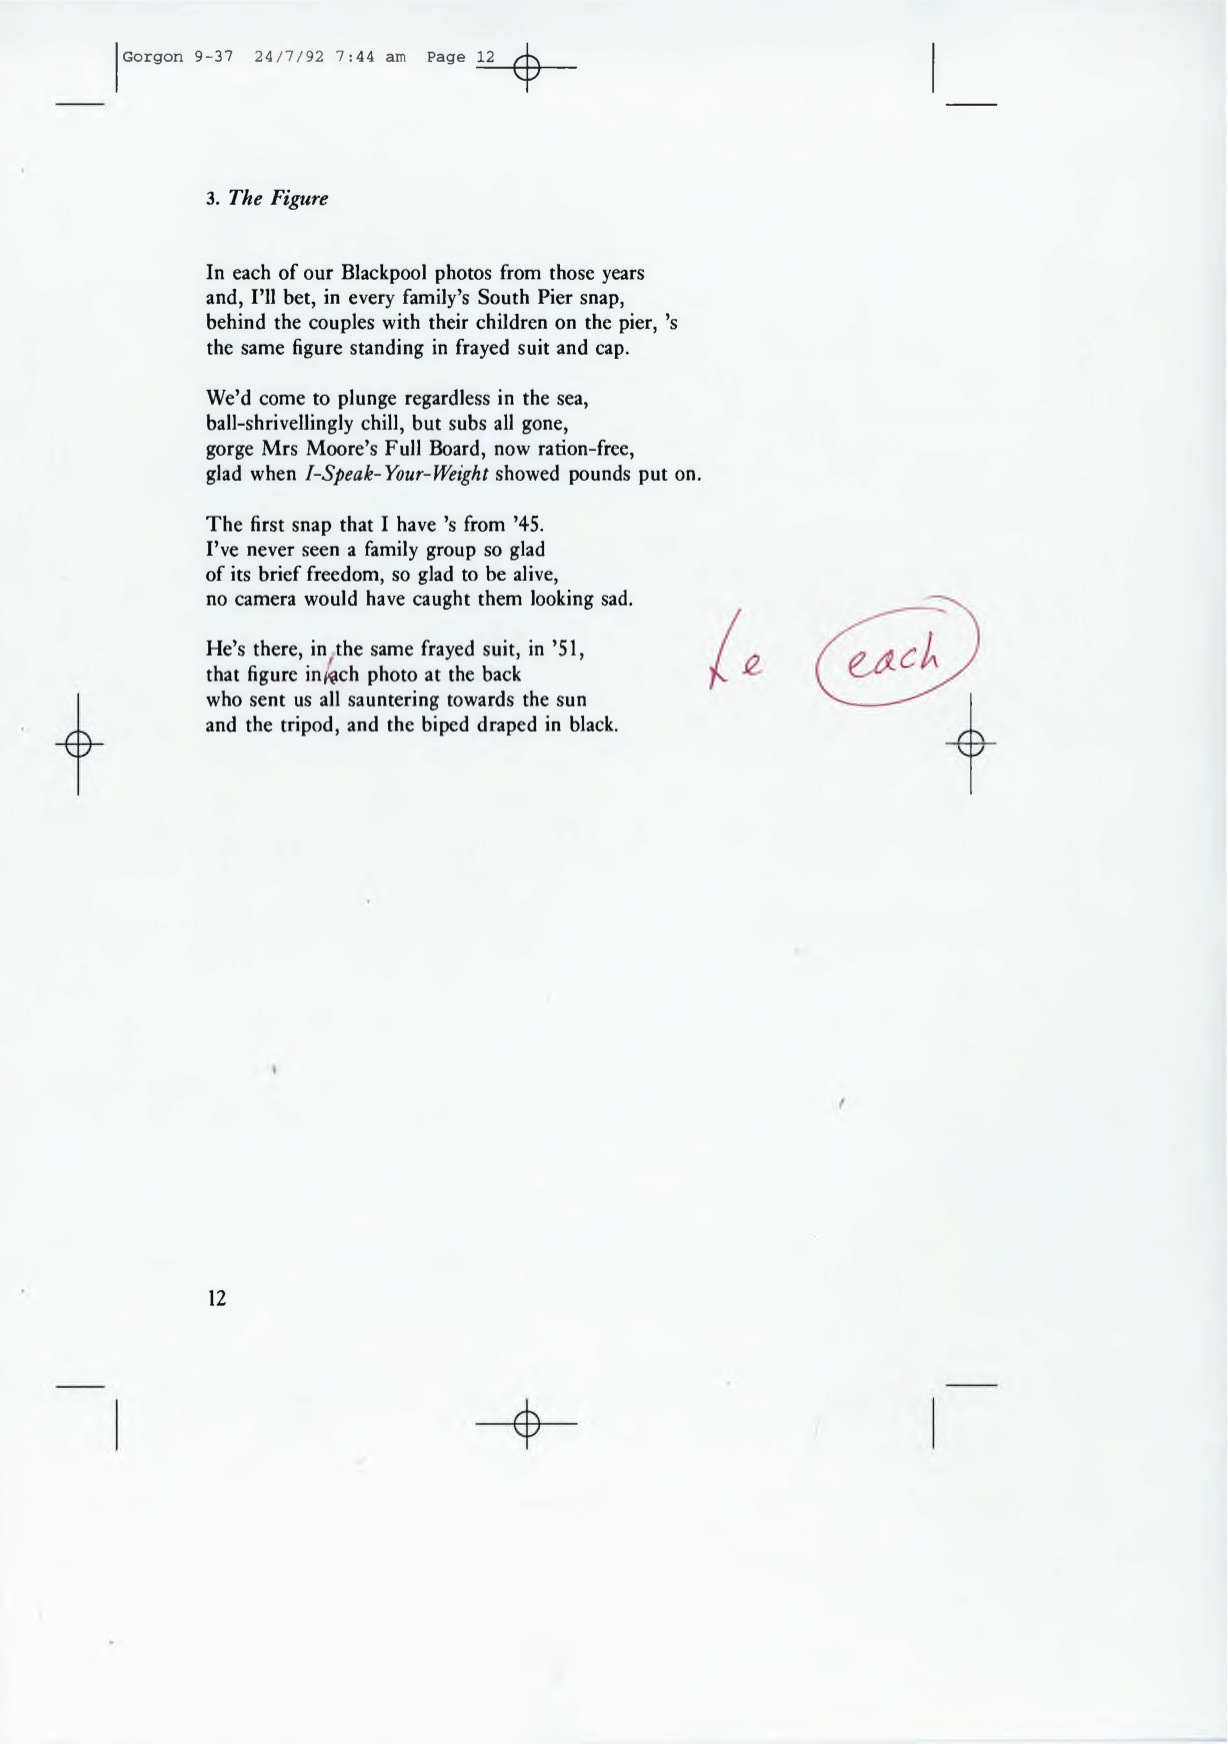 Gorgon 9-37 24/7/92 7:44 am Page 12
3. The Figure
In each of our Blackpool photos from those years
and, I’ll bet, in every family’s South Pier snap,
behind the couples with their children on the pier, ’s
the same figure standing in frayed suit and cap.
We’d come to plunge regardless in the sea,
ball-shrivellingly chill, but subs all gone,
gorge Mrs Moore’s Full Board, now ration-free,
glad when I-Speak-Your-Weight showed pounds put on.
The first snap that I have ’s from ’45.
I’ve never seen a family group so glad
of its brief freedom, so glad to be alive,
no camera would have caught them looking sad.
He’s there, in the same frayed suit, in ’51,
that figure in ach photo at the back
who sent us all sauntering towards the sun
and the tripod, and the biped draped in black.
e each
12